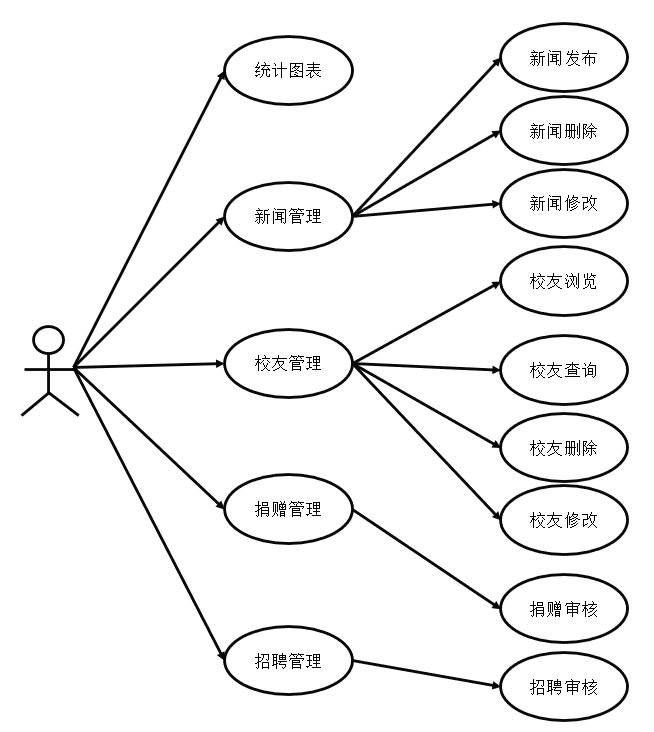 统计图表
新闻管理
校友管理
捐赠管理
招聘管理
新闻发布
新闻删除
新闻修改
校友浏览
校友查询
校友删除
校友修改
捐赠审核
招聘审核